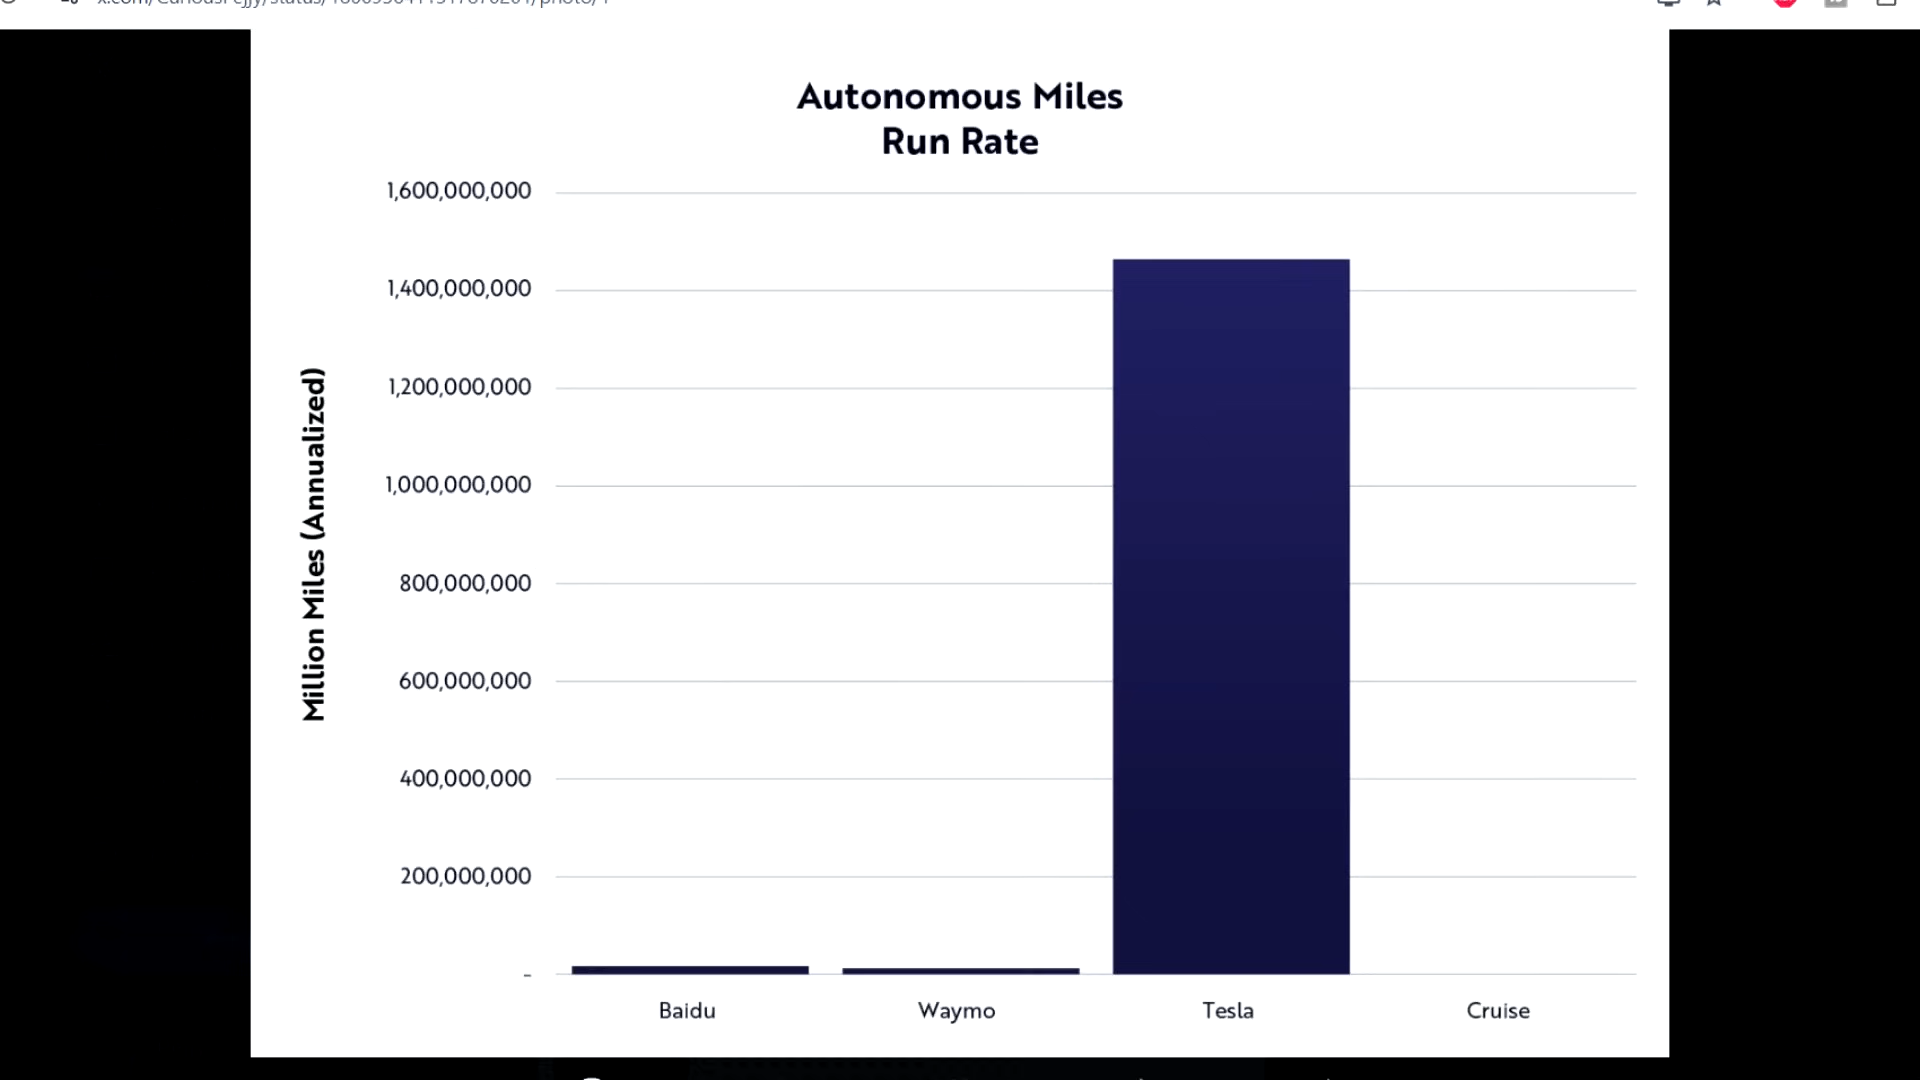 Autonomous Miles
Run Rate
Million Miles (Annualized)
1,600,000,000
1,400,000,000
1,200,000,000
1,000,000,000
800,000,000
600,000,000
400,000,000
200,000,000
-
Baidu
Waymo
Tesla
Cruise